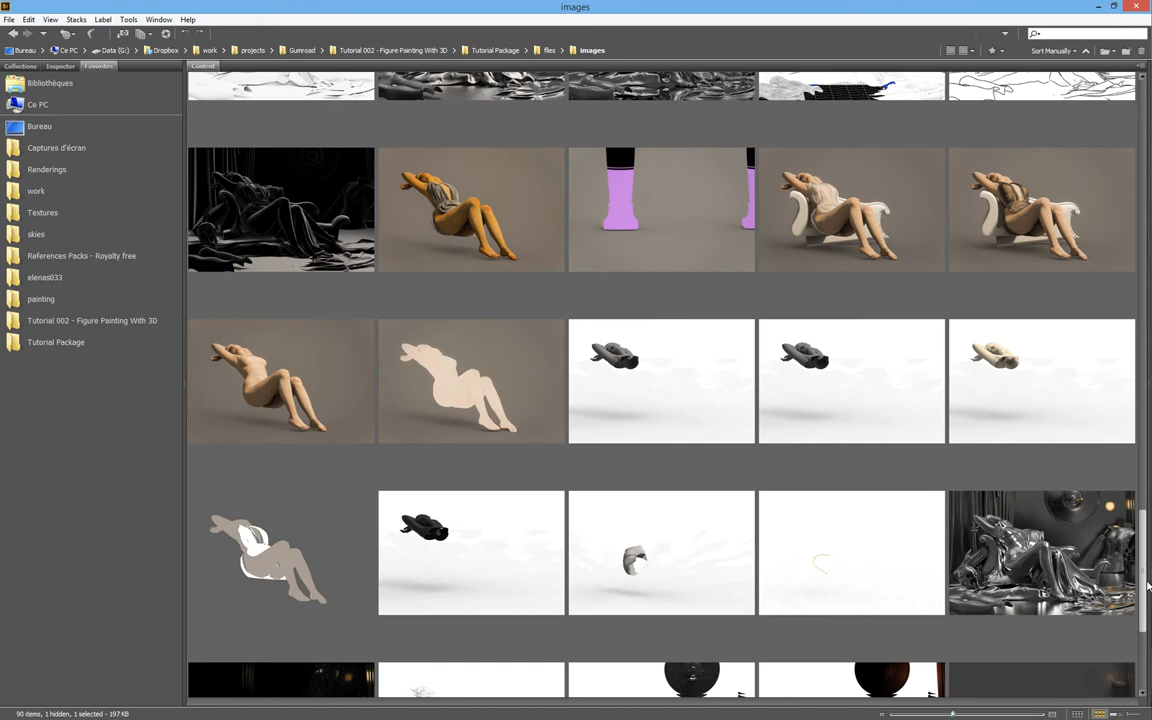 Br
images
File Edit View Stacks Label Tools Window Help
Bureau Ce PC Data (G:) Dropbox work projects Gumroad Tutorial 002 - Figure Painting With 3D Tutorial Package files images
Sort Manually
Collections Inspector Favorites
Content
Bibliothèques
Ce PC
Bureau
Captures d'écran
Renderings
work
Textures
skies
References Packs - Royalty free
elenas033
painting
Tutorial 002 - Figure Painting With 3D
Tutorial Package
90 items, 1 hidden, 1 selected - 197 KB